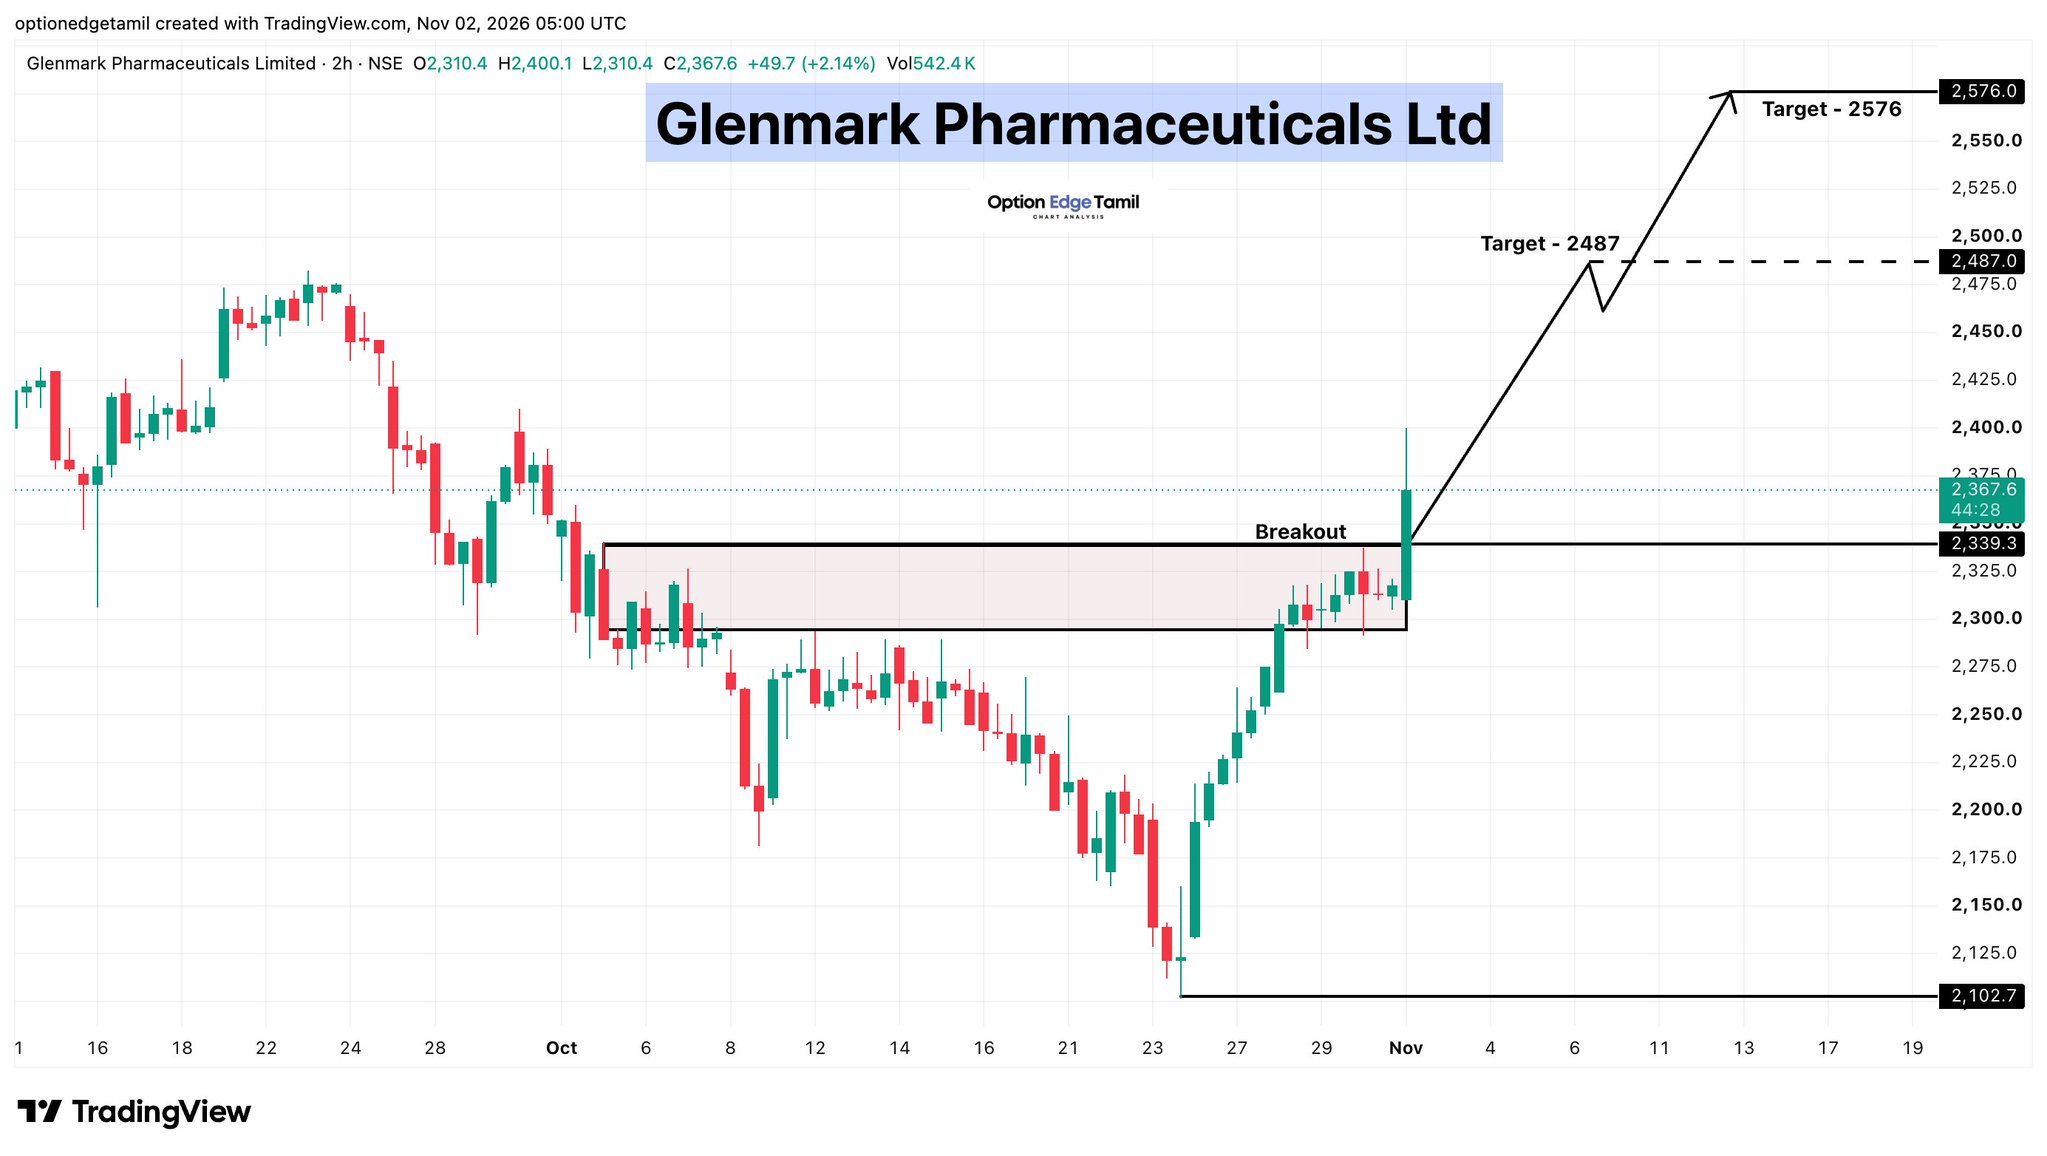 optionedgetamil created with TradingView.com, Nov 02, 2026 05:00 UTC
Glenmark Pharmaceuticals Limited · 2h · NSE O2,310.4 H2,400.1 L2,310.4 C2,367.6 +49.7 (+2.14%) Vol542.4K
Glenmark Pharmaceuticals Ltd
Option Edge Tamil
CHART ANALYSIS
2,576.0
Target - 2576
2,550.0
2,525.0
Target - 2487
2,500.0
2,487.0
2,475.0
2,450.0
2,425.0
2,400.0
2,375.0
2,367.6
44:28
2,350.0
Breakout
2,339.3
2,325.0
2,300.0
2,275.0
2,250.0
2,225.0
2,200.0
2,175.0
2,150.0
2,125.0
2,102.7
1 16 18 22 24 28 Oct 6 8 12 14 16 21 23 27 29 Nov 4 6 11 13 17 19
TradingView